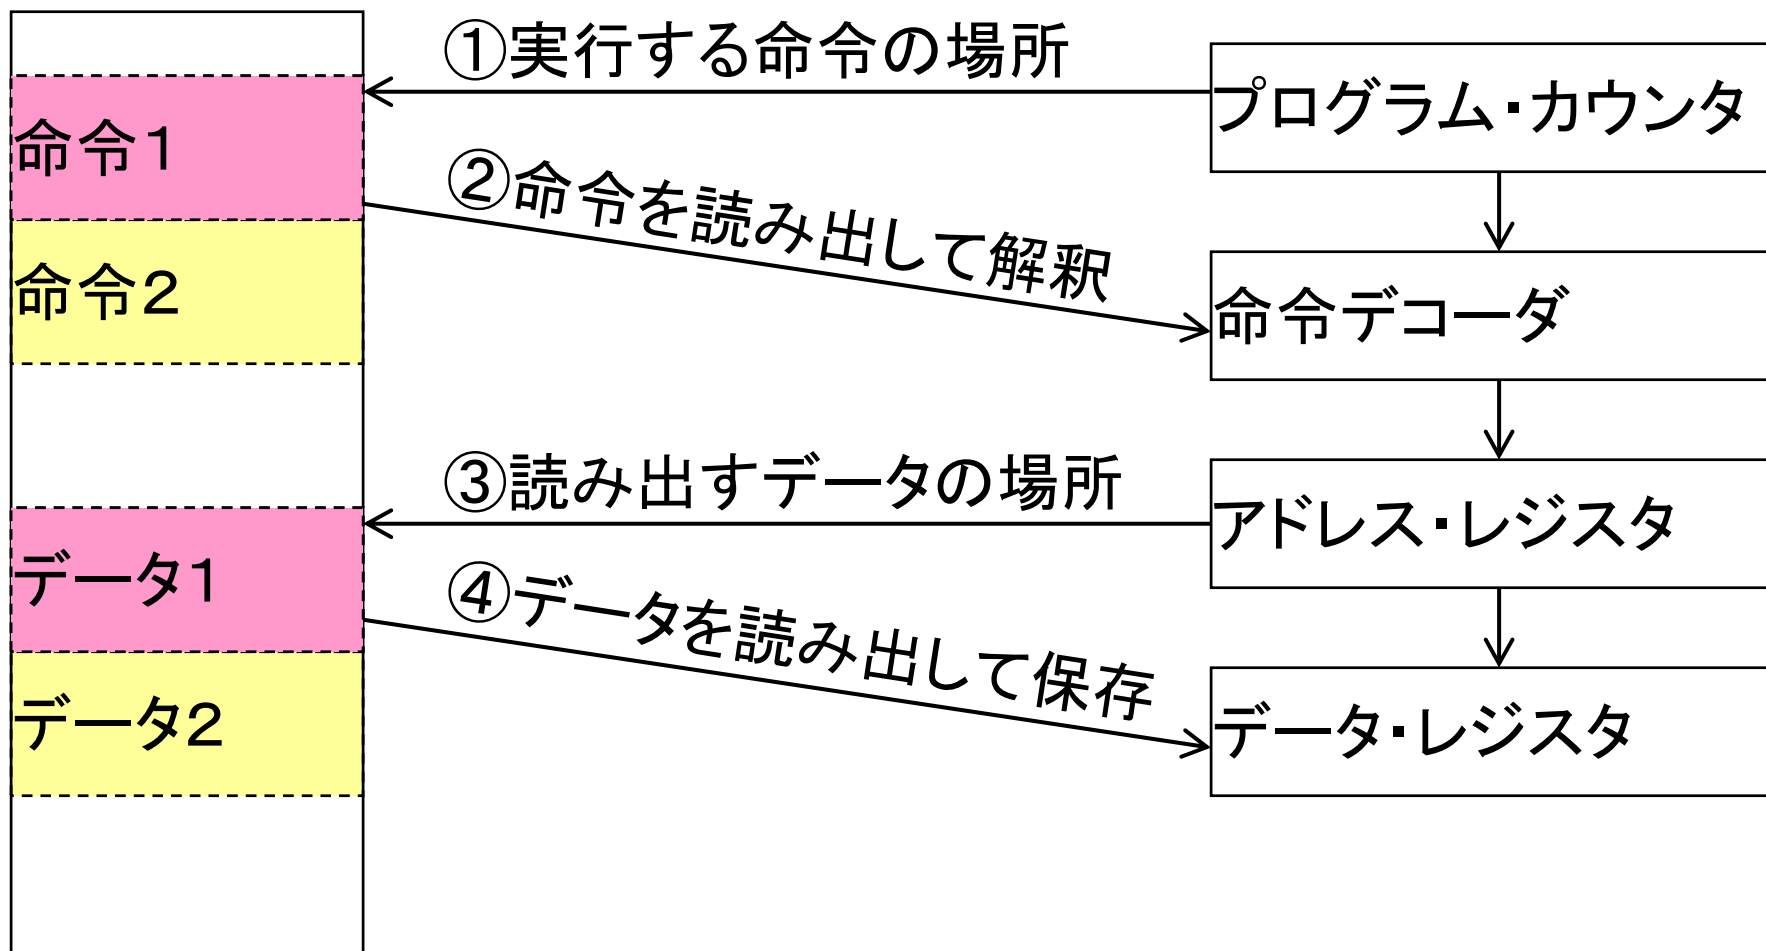 ①実行する命令の場所
プログラム・カウンタ
命令１
②命令を読み出して解釈
命令２
命令デコーダ
③読み出すデータの場所
アドレス・レジスタ
データ１
④データを読み出して保存
データ２
データ・レジスタ